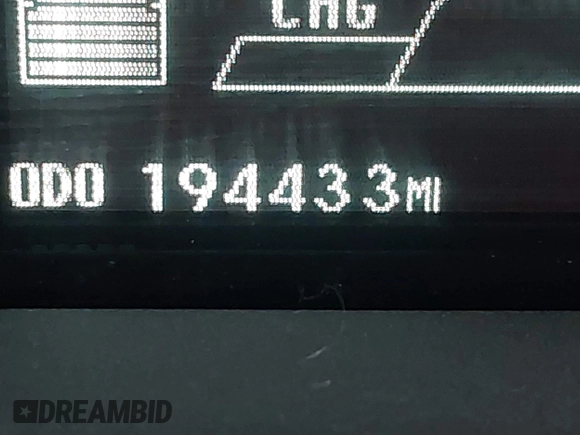 CHG
ODO 194433MI
DREAMBID